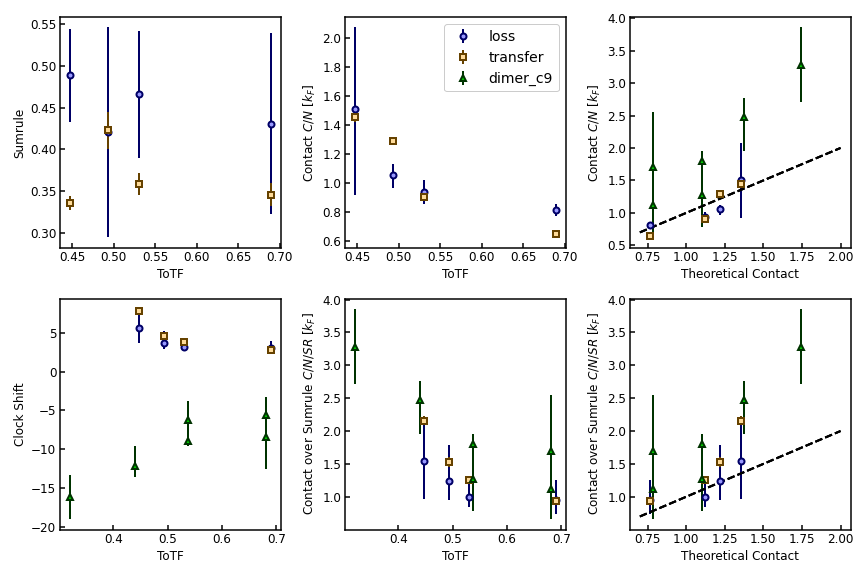 Sumrule
0.55
0.50
0.45
0.40
0.35
0.30
0.45 0.50 0.55 0.60 0.65 0.70
ToTF
Contact C/N [k_F]
2.0
1.8
1.6
1.4
1.2
1.0
0.8
0.6
0.45 0.50 0.55 0.60 0.65 0.70
ToTF
loss
transfer
dimer_c9
Contact C/N [k_F]
4.0
3.5
3.0
2.5
2.0
1.5
1.0
0.5
0.75 1.00 1.25 1.50 1.75 2.00
Theoretical Contact
Clock Shift
5
0
−5
−10
−15
−20
0.4 0.5 0.6 0.7
ToTF
Contact over Sumrule C/N/SR [k_F]
4.0
3.5
3.0
2.5
2.0
1.5
1.0
0.4 0.5 0.6 0.7
ToTF
Contact over Sumrule C/N/SR [k_F]
4.0
3.5
3.0
2.5
2.0
1.5
1.0
0.75 1.00 1.25 1.50 1.75 2.00
Theoretical Contact